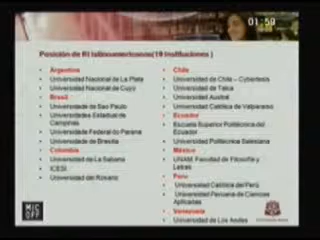 01:59
Posición de RI latinoamericanos(19 Instituciones )
Argentina
Universidad Nacional de La Plata
Universidad Nacional de Cuyo
Brasil
Universidade de Sao Paulo
Universidades Estadual de
Campinas
Universidade Federal do Paraná
Universidade de Brasilia
Colombia
Universidad de La Sabana
ICESI
Universidad del Rosario
Chile
Universidad de Chile – Cybertesis
Universidad de Talca
Universidad Austral
Universidad Católica de Valparaíso
Ecuador
Escuela Superior Politécnica del
Ecuador
Universidad Politécnica Salesiana
México
UNAM. Facultad de Filosofía y
Letras
Perú
Universidad Católica del Perú
Universidad Peruana de Ciencias
Aplicadas
Venezuela
Universidad de Los Andes
MIC
OFF